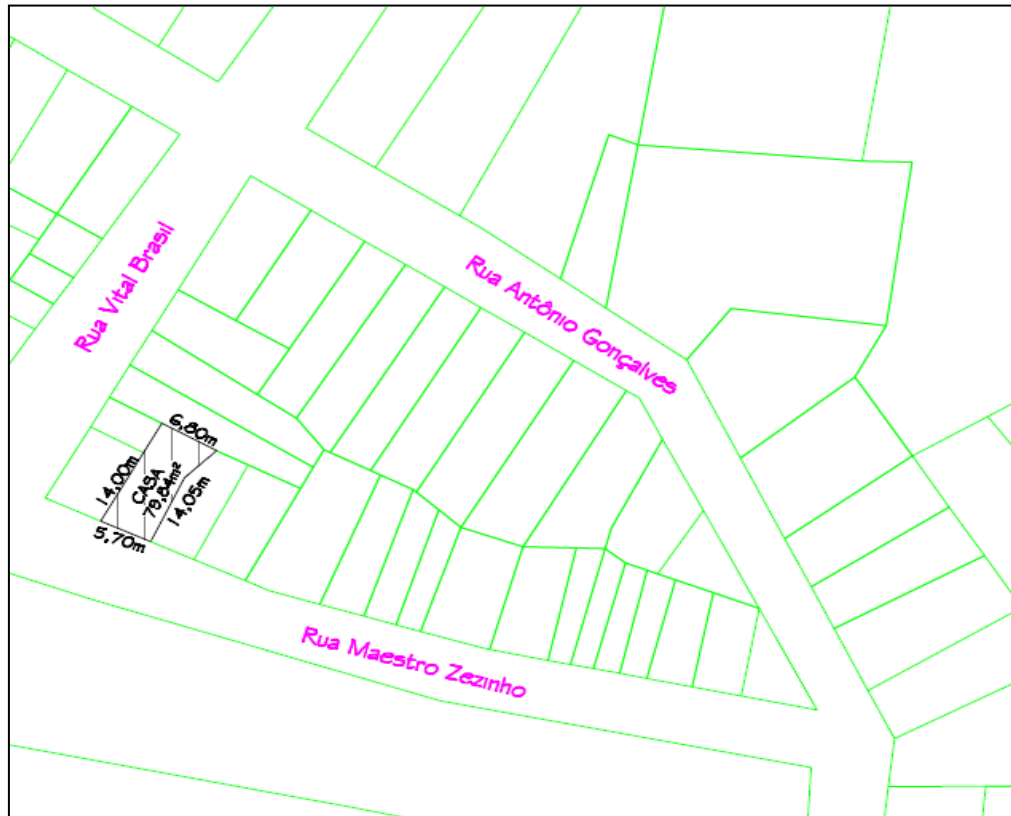 Rua Antônio Gonçalves
Rua Vital Brasil
6,80m
14,00m
CASA
79,84m²
14,05m
5,70m
Rua Maestro Zezinho